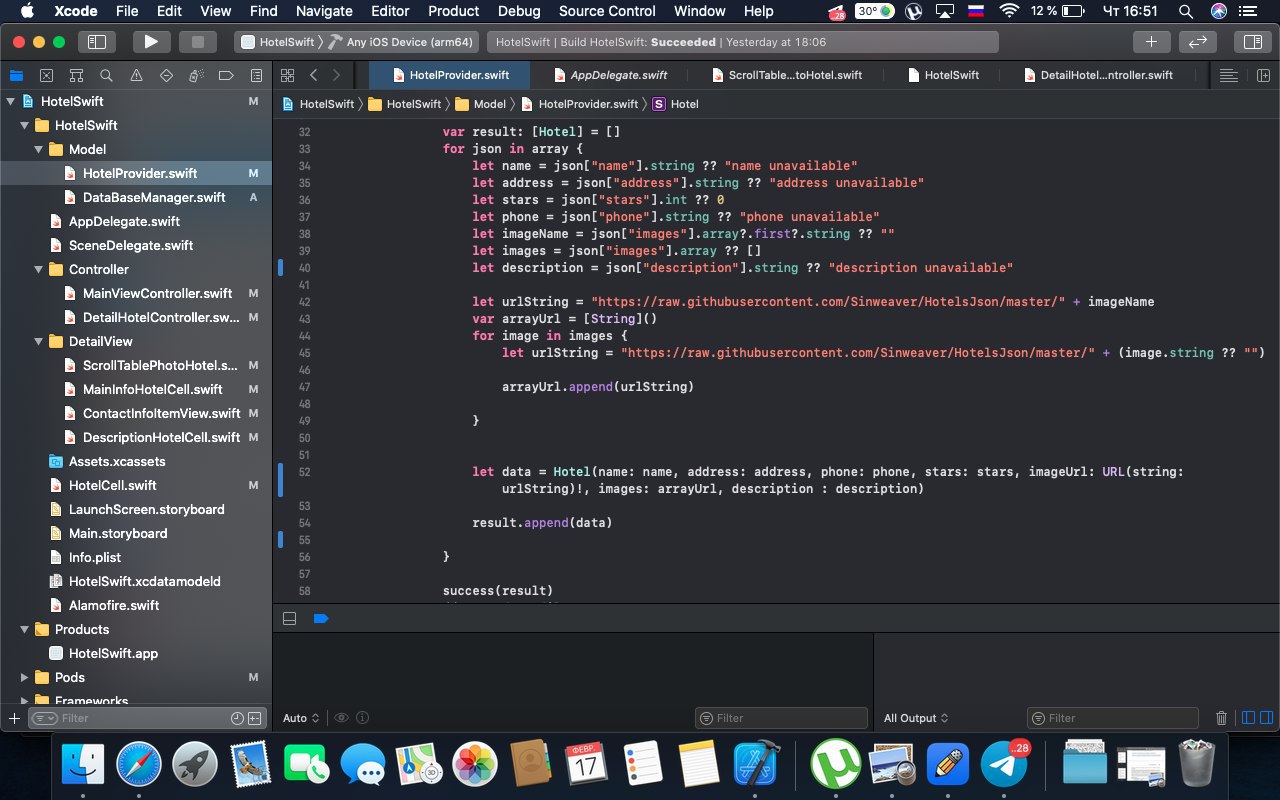 Xcode File Edit View Find Navigate Editor Product Debug Source Control Window Help 28 30° 12 % Чт 16:51
HotelSwift Any iOS Device (arm64) HotelSwift | Build HotelSwift: Succeeded | Yesterday at 18:06
HotelProvider.swift AppDelegate.swift ScrollTable...toHotel.swift HotelSwift DetailHotel...ntroller.swift
HotelSwift M
HotelSwift
Model
HotelProvider.swift M
DataBaseManager.swift A
AppDelegate.swift
SceneDelegate.swift
Controller
MainViewController.swift M
DetailHotelController.sw... M
DetailView
ScrollTablePhotoHotel.s... M
MainInfoHotelCell.swift M
ContactInfoItemView.swift M
DescriptionHotelCell.swift M
Assets.xcassets
HotelCell.swift M
LaunchScreen.storyboard
Main.storyboard
Info.plist
HotelSwift.xcdatamodeld
Alamofire.swift
Products
HotelSwift.app
Pods M
Frameworks
Filter
HotelSwift HotelSwift Model HotelProvider.swift S Hotel
32 var result: [Hotel] = []
33 for json in array {
34 let name = json["name"].string ?? "name unavailable"
35 let address = json["address"].string ?? "address unavailable"
36 let stars = json["stars"].int ?? 0
37 let phone = json["phone"].string ?? "phone unavailable"
38 let imageName = json["images"].array?.first?.string ?? ""
39 let images = json["images"].array ?? []
40 let description = json["description"].string ?? "description unavailable"
41
42 let urlString = "https://raw.githubusercontent.com/Sinweaver/HotelsJson/master/" + imageName
43 var arrayUrl = [String]()
44 for image in images {
45 let urlString = "https://raw.githubusercontent.com/Sinweaver/HotelsJson/master/" + (image.string ?? "")
46
47 arrayUrl.append(urlString)
48
49 }
50
51
52 let data = Hotel(name: name, address: address, phone: phone, stars: stars, imageUrl: URL(string:
urlString)!, images: arrayUrl, description : description)
53
54 result.append(data)
55
56 }
57
58 success(result)
Auto Filter All Output Filter
ФЕВР. 17 3D ..28